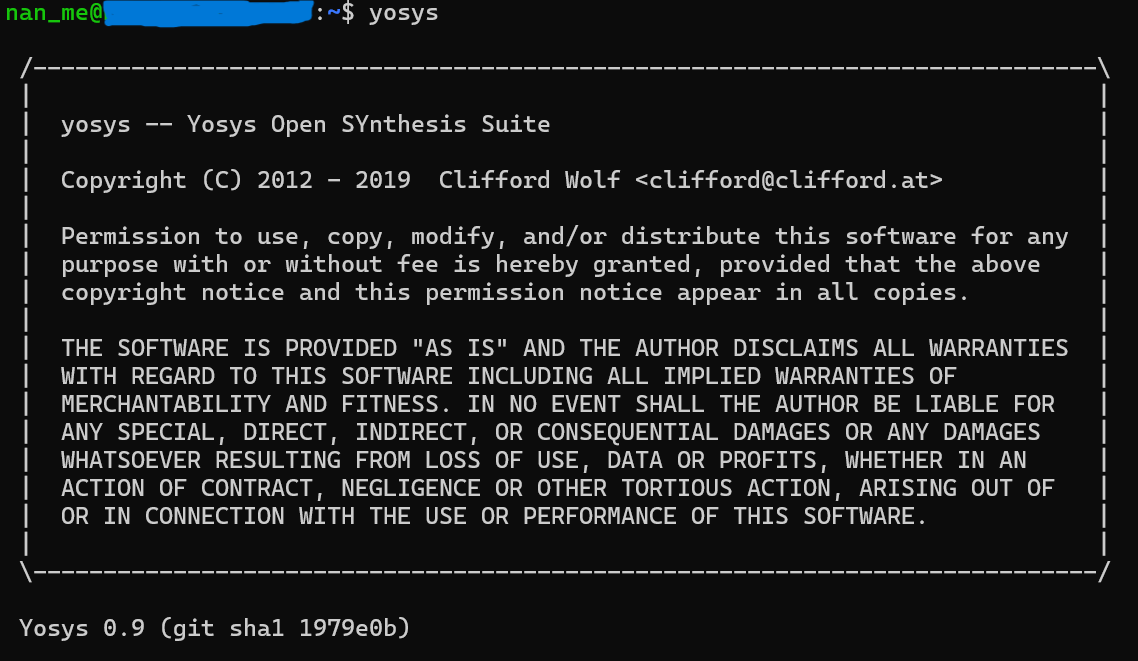 nan_me@:~$ yosys
/----------------------------------------------------------------------------\
|                                                                            |
|  yosys -- Yosys Open SYnthesis Suite                                       |
|                                                                            |
|  Copyright (C) 2012 - 2019  Clifford Wolf <clifford@clifford.at>           |
|                                                                            |
|  Permission to use, copy, modify, and/or distribute this software for any  |
|  purpose with or without fee is hereby granted, provided that the above    |
|  copyright notice and this permission notice appear in all copies.         |
|                                                                            |
|  THE SOFTWARE IS PROVIDED "AS IS" AND THE AUTHOR DISCLAIMS ALL WARRANTIES  |
|  WITH REGARD TO THIS SOFTWARE INCLUDING ALL IMPLIED WARRANTIES OF          |
|  MERCHANTABILITY AND FITNESS. IN NO EVENT SHALL THE AUTHOR BE LIABLE FOR   |
|  ANY SPECIAL, DIRECT, INDIRECT, OR CONSEQUENTIAL DAMAGES OR ANY DAMAGES    |
|  WHATSOEVER RESULTING FROM LOSS OF USE, DATA OR PROFITS, WHETHER IN AN     |
|  ACTION OF CONTRACT, NEGLIGENCE OR OTHER TORTIOUS ACTION, ARISING OUT OF   |
|  OR IN CONNECTION WITH THE USE OR PERFORMANCE OF THIS SOFTWARE.            |
|                                                                            |
\----------------------------------------------------------------------------/
Yosys 0.9 (git sha1 1979e0b)